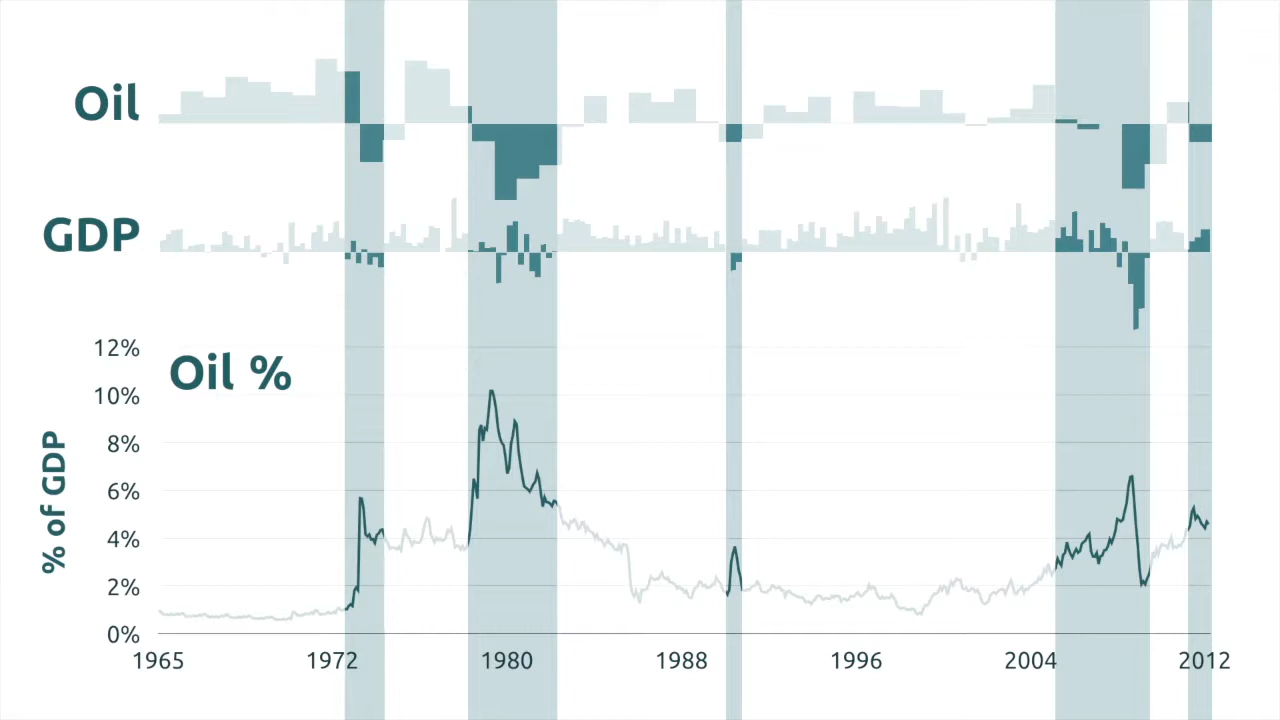 Oil
GDP
Oil %
% of GDP
12%
10%
8%
6%
4%
2%
0%
1965 1972 1980 1988 1996 2004 2012